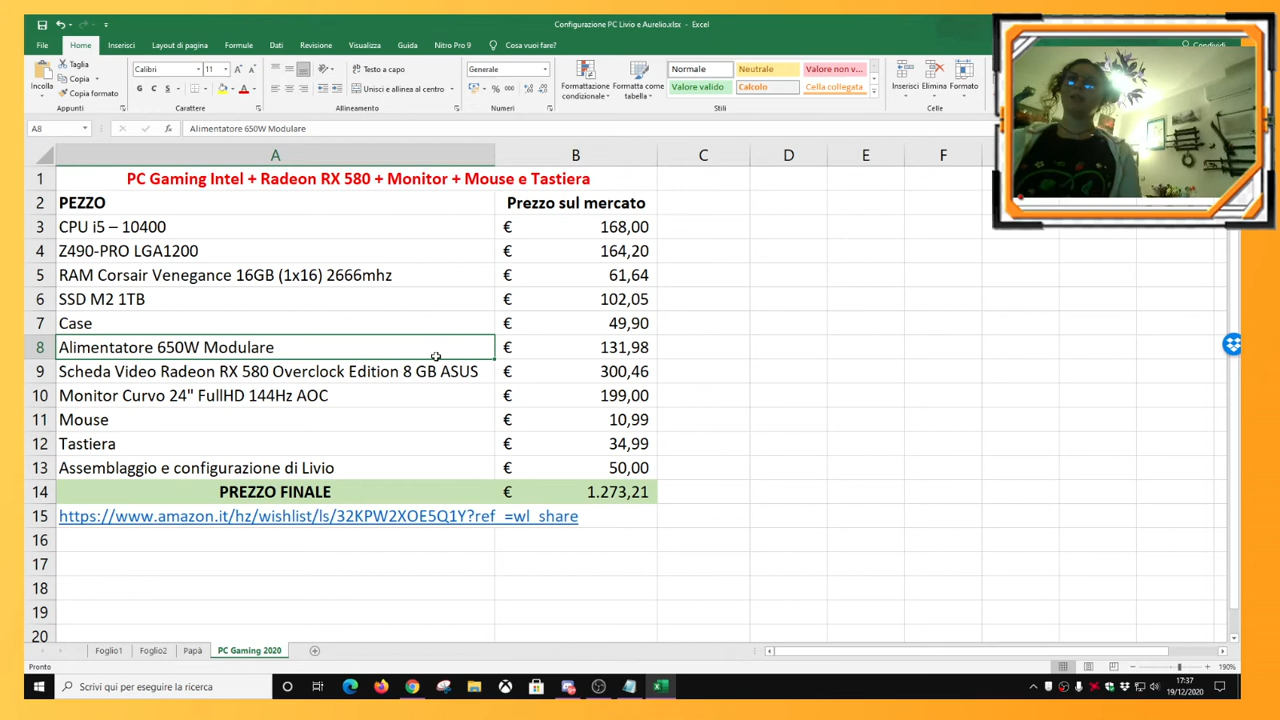 Configurazione PC Livio e Aurelio.xlsx - Excel
File Home Inserisci Layout di pagina Formule Dati Revisione Visualizza Guida Nitro Pro 9 Cosa vuoi fare? Condividi
Incolla
Taglia
Copia
Copia formato
Appunti
Calibri 11
G C S
Carattere
Testo a capo
Unisci e allinea al centro
Allineamento
Generale
Numeri
Formattazione condizionale
Formatta come tabella
Normale Neutrale Valore non v...
Valore valido Calcolo Cella collegata
Stili
Inserisci Elimina Formato
Celle
A8 fx Alimentatore 650W Modulare
A B C D E F
1 PC Gaming Intel + Radeon RX 580 + Monitor + Mouse e Tastiera
2 PEZZO Prezzo sul mercato
3 CPU i5 – 10400 € 168,00
4 Z490-PRO LGA1200 € 164,20
5 RAM Corsair Venegance 16GB (1x16) 2666mhz € 61,64
6 SSD M2 1TB € 102,05
7 Case € 49,90
8 Alimentatore 650W Modulare € 131,98
9 Scheda Video Radeon RX 580 Overclock Edition 8 GB ASUS € 300,46
10 Monitor Curvo 24" FullHD 144Hz AOC € 199,00
11 Mouse € 10,99
12 Tastiera € 34,99
13 Assemblaggio e configurazione di Livio € 50,00
14 PREZZO FINALE € 1.273,21
15 https://www.amazon.it/hz/wishlist/ls/32KPW2XOE5Q1Y?ref_=wl_share
16
17
18
19
20
Foglio1 Foglio2 Papà PC Gaming 2020
Pronto 190%
Scrivi qui per eseguire la ricerca
17:37
19/12/2020